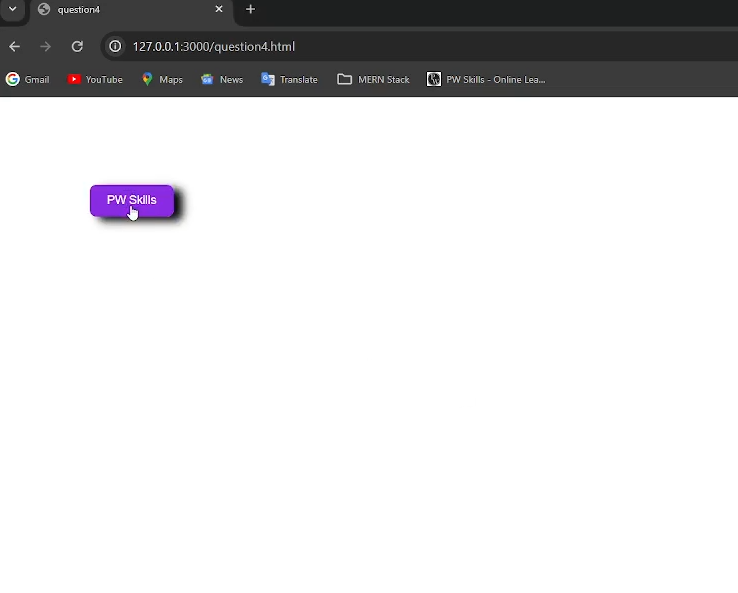 question4
127.0.0.1:3000/question4.html
Gmail YouTube Maps News Translate MERN Stack PW Skills - Online Lea...
PW Skills